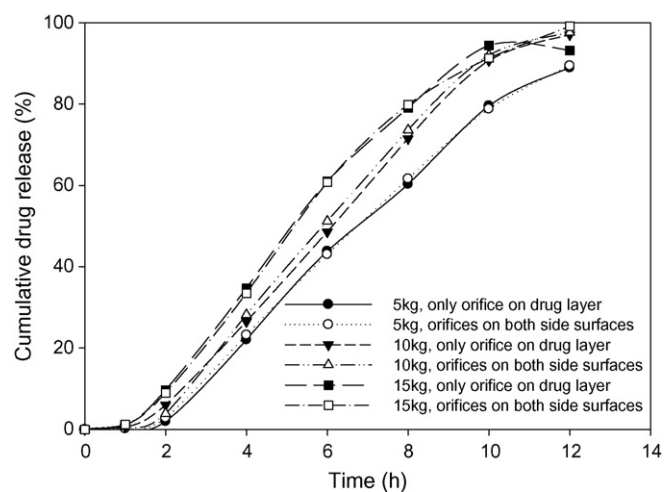 Cumulative drug release (%)
100
80
60
40
20
0
5kg, only orifice on drug layer
5kg, orifices on both side surfaces
10kg, only orifice on drug layer
10kg, orifices on both side surfaces
15kg, only orifice on drug layer
15kg, orifices on both side surfaces
0 2 4 6 8 10 12 14
Time (h)